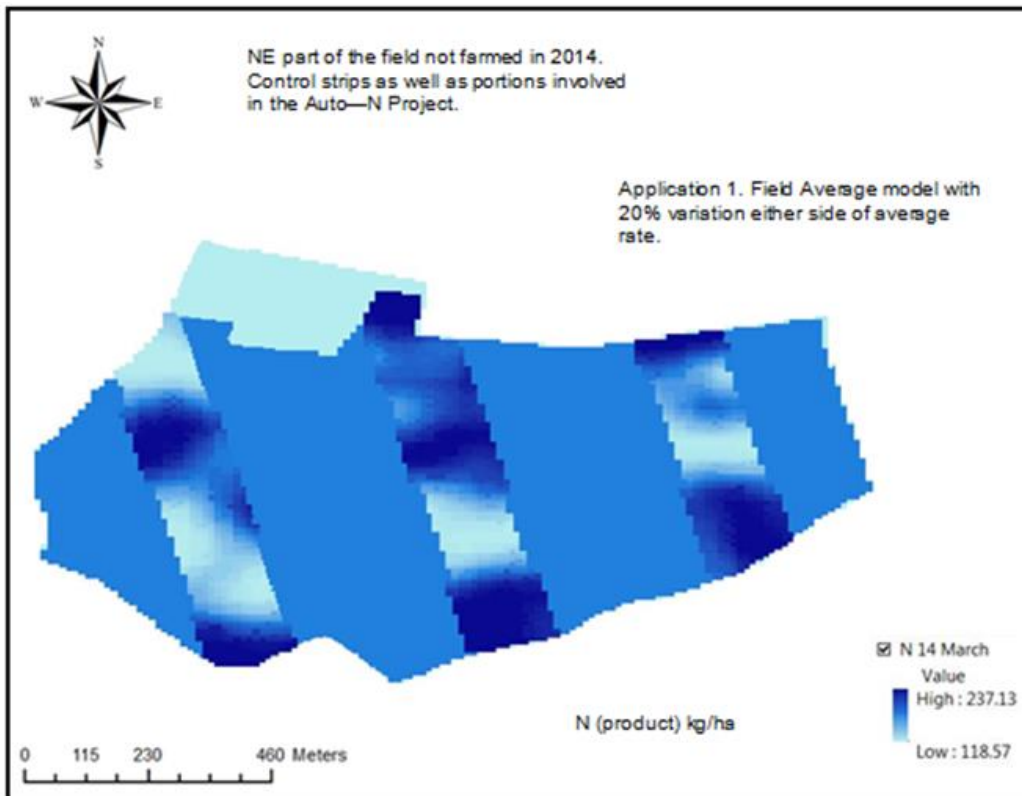 N
W E
S
NE part of the field not farmed in 2014.
Control strips as well as portions involved
in the Auto—N Project.
Application 1. Field Average model with
20% variation either side of average
rate.
N 14 March
Value
High : 237.13
Low : 118.57
N (product) kg/ha
0 115 230 460 Meters